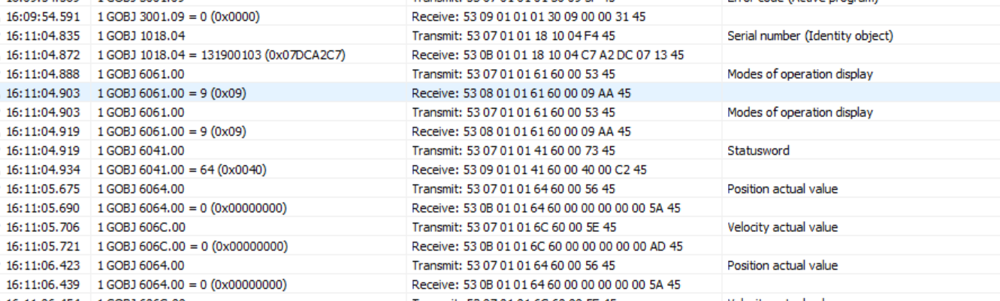 16:09:54.591 1 GOBJ 3001.09 = 0 (0x0000) Receive: 53 09 01 01 01 30 09 00 00 31 45
16:11:04.835 1 GOBJ 1018.04 Transmit: 53 07 01 01 18 10 04 F4 45 Serial number (Identity object)
16:11:04.872 1 GOBJ 1018.04 = 131900103 (0x07DCA2C7) Receive: 53 0B 01 01 18 10 04 C7 A2 DC 07 13 45
16:11:04.888 1 GOBJ 6061.00 Transmit: 53 07 01 01 61 60 00 53 45 Modes of operation display
16:11:04.903 1 GOBJ 6061.00 = 9 (0x09) Receive: 53 08 01 01 61 60 00 09 AA 45
16:11:04.903 1 GOBJ 6061.00 Transmit: 53 07 01 01 61 60 00 53 45 Modes of operation display
16:11:04.919 1 GOBJ 6061.00 = 9 (0x09) Receive: 53 08 01 01 61 60 00 09 AA 45
16:11:04.919 1 GOBJ 6041.00 Transmit: 53 07 01 01 41 60 00 73 45 Statusword
16:11:04.934 1 GOBJ 6041.00 = 64 (0x0040) Receive: 53 09 01 01 41 60 00 40 00 C2 45
16:11:05.675 1 GOBJ 6064.00 Transmit: 53 07 01 01 64 60 00 56 45 Position actual value
16:11:05.690 1 GOBJ 6064.00 = 0 (0x00000000) Receive: 53 0B 01 01 64 60 00 00 00 00 00 5A 45
16:11:05.706 1 GOBJ 606C.00 Transmit: 53 07 01 01 6C 60 00 5E 45 Velocity actual value
16:11:05.721 1 GOBJ 606C.00 = 0 (0x00000000) Receive: 53 0B 01 01 6C 60 00 00 00 00 00 AD 45
16:11:06.423 1 GOBJ 6064.00 Transmit: 53 07 01 01 64 60 00 56 45 Position actual value
16:11:06.439 1 GOBJ 6064.00 = 0 (0x00000000) Receive: 53 0B 01 01 64 60 00 00 00 00 00 5A 45